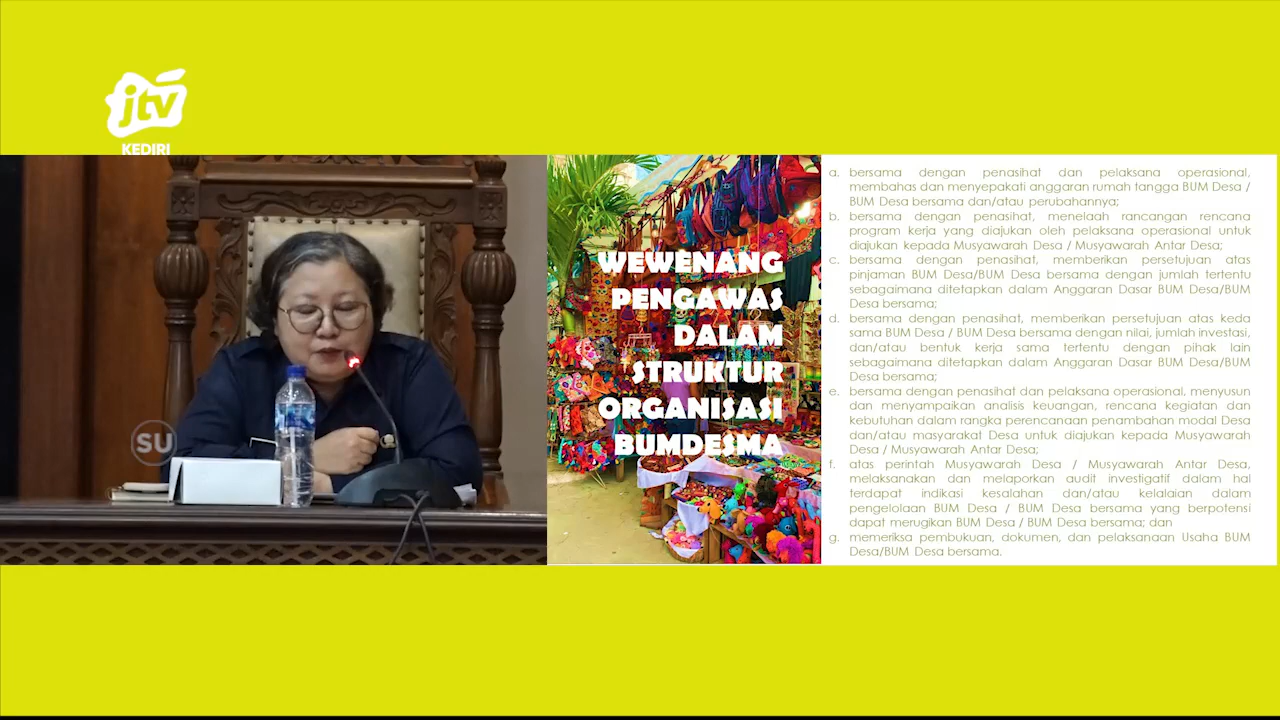 jtv
KEDIRI
SU
WEWENANG
PENGAWAS
DALAM
STRUKTUR
ORGANISASI
BUMDESMA
a. bersama dengan penasihat dan pelaksana operasional,
membahas dan menyepakati anggaran rumah tangga BUM Desa /
BUM Desa bersama dan/atau perubahannya;
b. bersama dengan penasihat, menelaah rancangan rencana
program kerja yang diajukan oleh pelaksana operasional untuk
diajukan kepada Musyawarah Desa / Musyawarah Antar Desa;
c. bersama dengan penasihat, memberikan persetujuan atas
pinjaman BUM Desa/BUM Desa bersama dengan jumlah tertentu
sebagaimana ditetapkan dalam Anggaran Dasar BUM Desa/BUM
Desa bersama;
d. bersama dengan penasihat, memberikan persetujuan atas keda
sama BUM Desa / BUM Desa bersama dengan nilai, jumlah investasi,
dan/atau bentuk kerja sama tertentu dengan pihak lain
sebagaimana ditetapkan dalam Anggaran Dasar BUM Desa/BUM
Desa bersama;
e. bersama dengan penasihat dan pelaksana operasional, menyusun
dan menyampaikan analisis keuangan, rencana kegiatan dan
kebutuhan dalam rangka perencanaan penambahan modal Desa
dan/atau masyarakat Desa untuk diajukan kepada Musyawarah
Desa / Musyawarah Antar Desa;
f. atas perintah Musyawarah Desa / Musyawarah Antar Desa,
melaksanakan dan melaporkan audit investigatif dalam hal
terdapat indikasi kesalahan dan/atau kelalaian dalam
pengelolaan BUM Desa / BUM Desa bersama yang berpotensi
dapat merugikan BUM Desa / BUM Desa bersama; dan
g. memeriksa pembukuan, dokumen, dan pelaksanaan Usaha BUM
Desa/BUM Desa bersama.